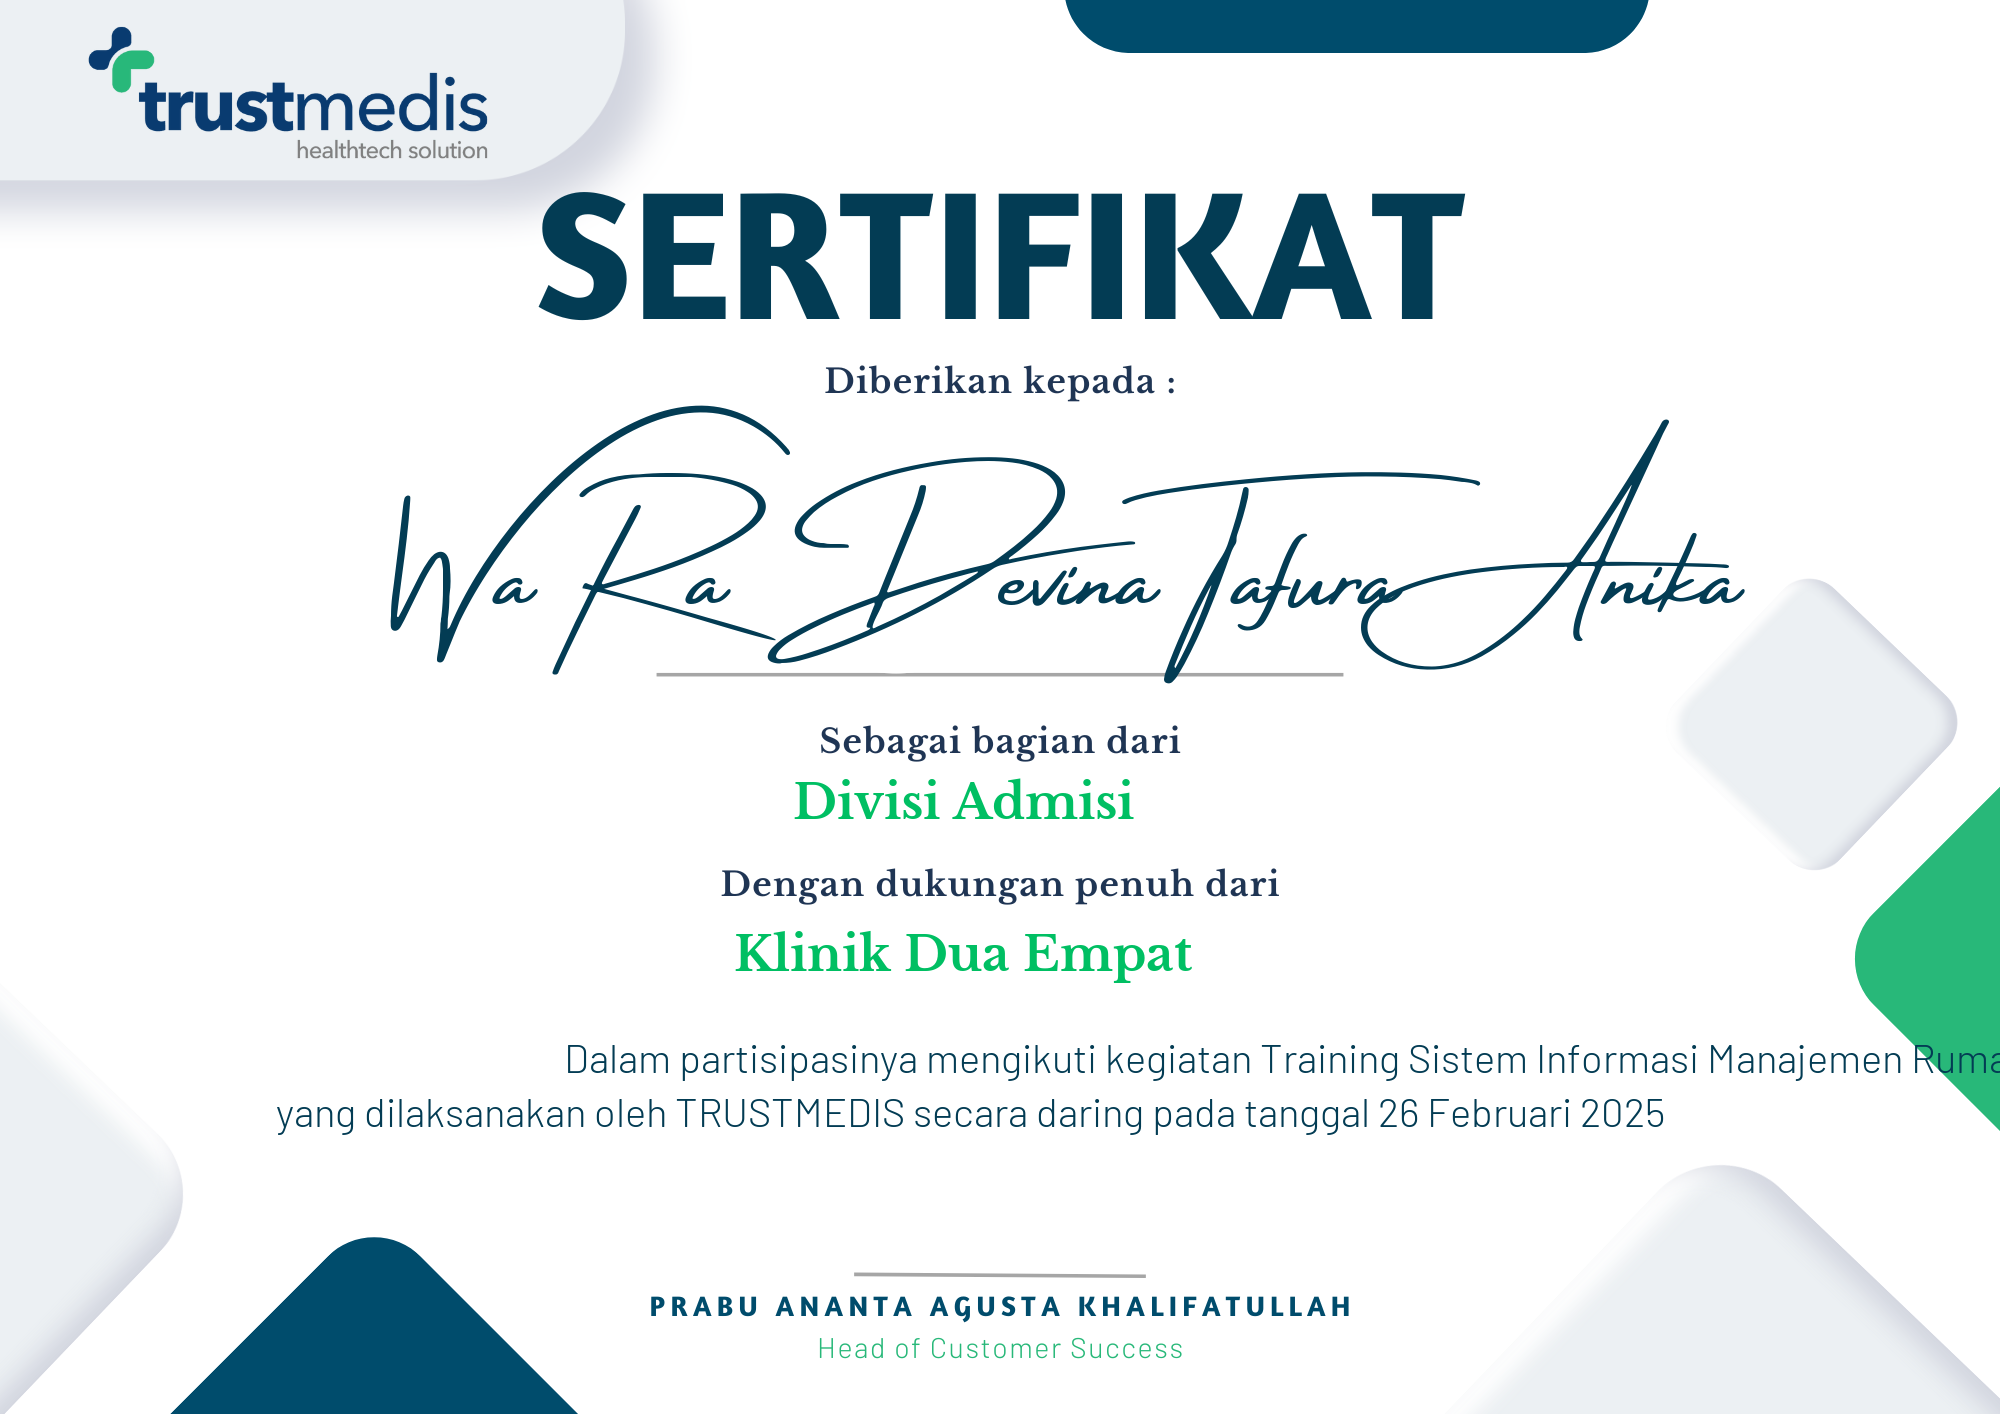 trustmedis
healthtech solution
SERTIFIKAT
Diberikan kepada :
Wa Ra Devina Tafura Anika
Sebagai bagian dari
Divisi Admisi
Dengan dukungan penuh dari
Klinik Dua Empat
Dalam partisipasinya mengikuti kegiatan Training Sistem Informasi Manajemen
yang dilaksanakan oleh TRUSTMEDIS secara daring pada tanggal 26 Februari 2025
PRABU ANANTA AGUSTA KHALIFATULLAH
Head of Customer Success